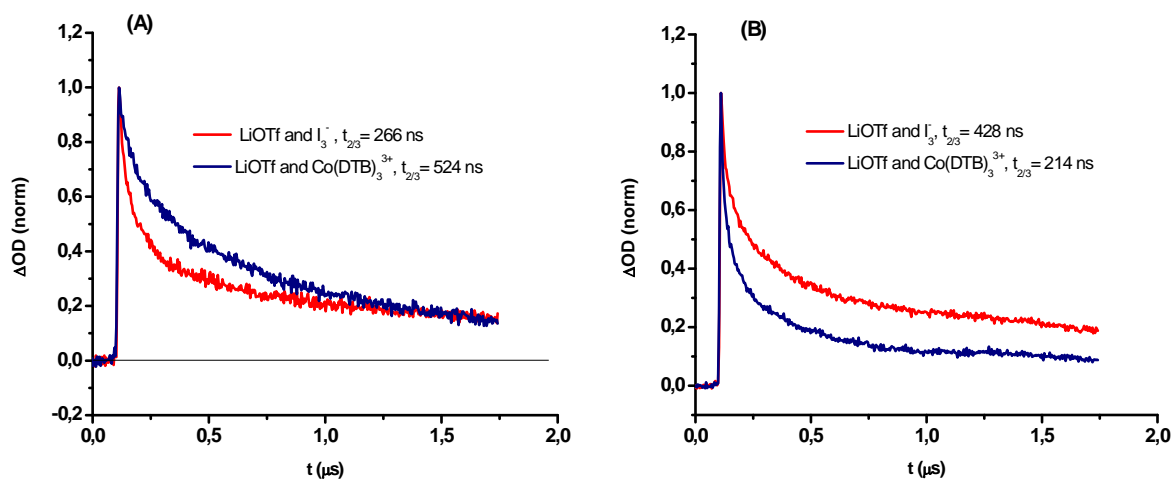 (A)
1,2
1,0
0,8
0,6
0,4
0,2
0,0
-0,2
ΔOD (norm)
LiOTf and I₃⁻ , t₂/₃= 266 ns
LiOTf and Co(DTB)₃³⁺, t₂/₃= 524 ns
0,0 0,5 1,0 1,5 2,0
t (μs)
(B)
1,2
1,0
0,8
0,6
0,4
0,2
0,0
ΔOD (norm)
LiOTf and I₃⁻, t₂/₃= 428 ns
LiOTf and Co(DTB)₃³⁺, t₂/₃= 214 ns
0,0 0,5 1,0 1,5 2,0
t (μs)